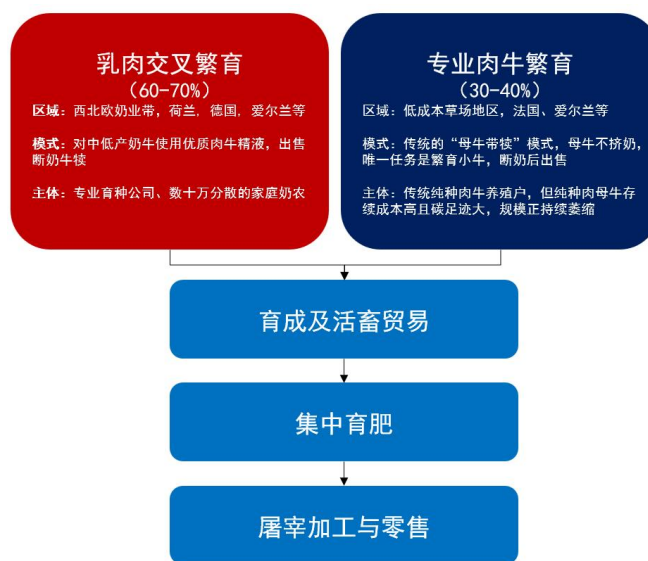 乳肉交叉繁育
（60-70%）
区域：西北欧奶业带，荷兰，德国，爱尔兰等
模式：对中低产奶牛使用优质肉牛精液，出售
断奶牛犊
主体：专业育种公司、数十万分散的家庭奶农
专业肉牛繁育
（30-40%）
区域：低成本草场地区，法国、爱尔兰等
模式：传统的“母牛带犊”模式，母牛不挤奶，
唯一任务是繁育小牛，断奶后出售
主体：传统纯种肉牛养殖户，但纯种肉母牛存
续成本高且碳足迹大，规模正持续萎缩
育成及活畜贸易
集中育肥
屠宰加工与零售